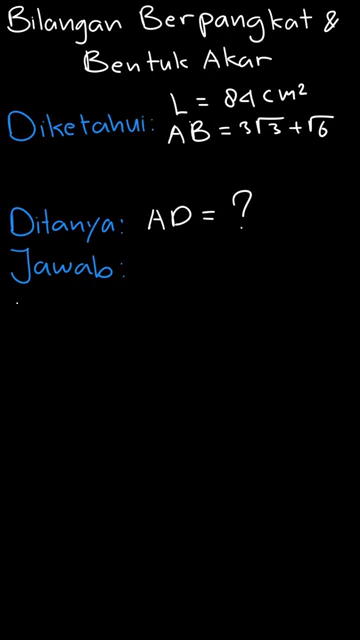 Bilangan Berpangkat &
Bentuk Akar
Diketahui: L = 84 cm²
AB = 3√3 + √6
Ditanya: AD = ?
Jawab: